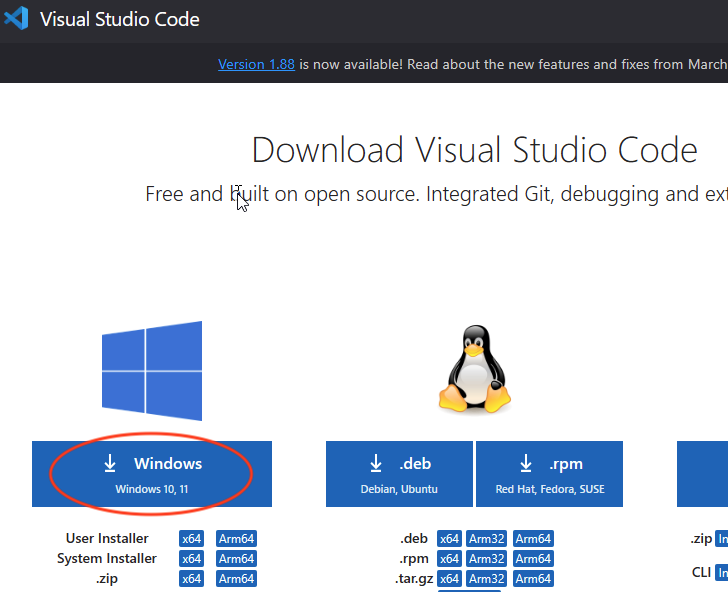 Visual Studio Code
Version 1.88 is now available! Read about the new features and fixes from March
Download Visual Studio Code
Free and built on open source. Integrated Git, debugging and ext
Windows
Windows 10, 11
.deb
Debian, Ubuntu
.rpm
Red Hat, Fedora, SUSE
User Installer x64 Arm64
System Installer x64 Arm64
.zip x64 Arm64
.deb x64 Arm32 Arm64
.rpm x64 Arm32 Arm64
.tar.gz x64 Arm32 Arm64
.zip In
CLI In